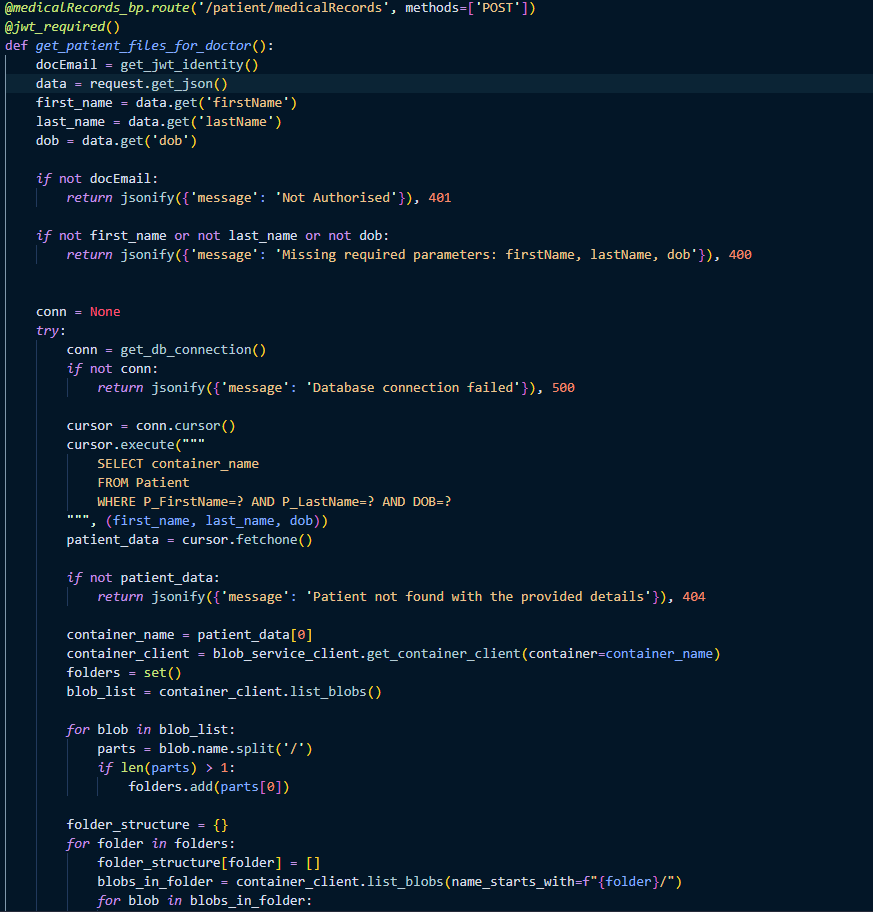 @medicalRecords_bp.route('/patient/medicalRecords', methods=['POST'])
@jwt_required()
def get_patient_files_for_doctor():
    docEmail = get_jwt_identity()
    data = request.get_json()
    first_name = data.get('firstName')
    last_name = data.get('lastName')
    dob = data.get('dob')

    if not docEmail:
        return jsonify({'message': 'Not Authorised'}), 401

    if not first_name or not last_name or not dob:
        return jsonify({'message': 'Missing required parameters: firstName, lastName, dob'}), 400


    conn = None
    try:
        conn = get_db_connection()
        if not conn:
            return jsonify({'message': 'Database connection failed'}), 500

        cursor = conn.cursor()
        cursor.execute("""
            SELECT container_name
            FROM Patient
            WHERE P_FirstName=? AND P_LastName=? AND DOB=?
        """, (first_name, last_name, dob))
        patient_data = cursor.fetchone()

        if not patient_data:
            return jsonify({'message': 'Patient not found with the provided details'}), 404

        container_name = patient_data[0]
        container_client = blob_service_client.get_container_client(container=container_name)
        folders = set()
        blob_list = container_client.list_blobs()

        for blob in blob_list:
            parts = blob.name.split('/')
            if len(parts) > 1:
                folders.add(parts[0])

        folder_structure = {}
        for folder in folders:
            folder_structure[folder] = []
            blobs_in_folder = container_client.list_blobs(name_starts_with=f"{folder}/")
            for blob in blobs_in_folder: